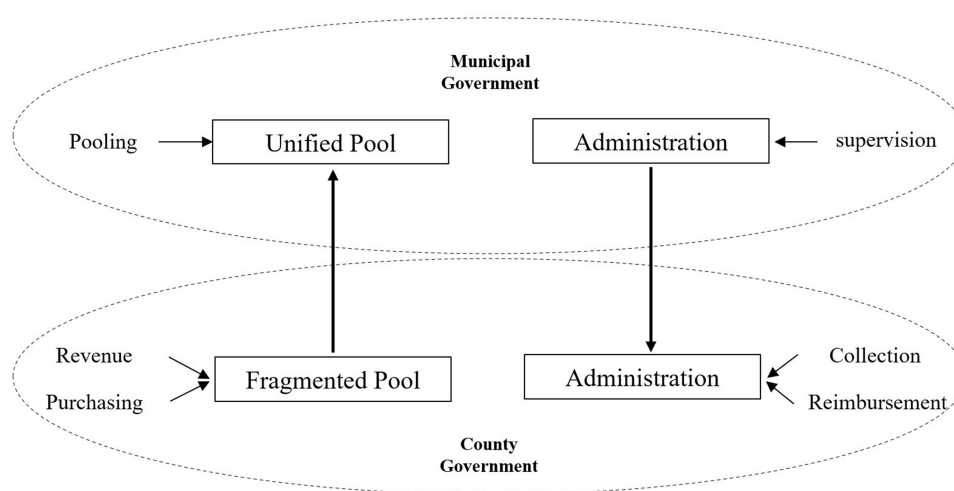 Municipal
Government
Pooling
Unified Pool
Administration
supervision
Revenue
Purchasing
Fragmented Pool
Administration
Collection
Reimbursement
County
Government